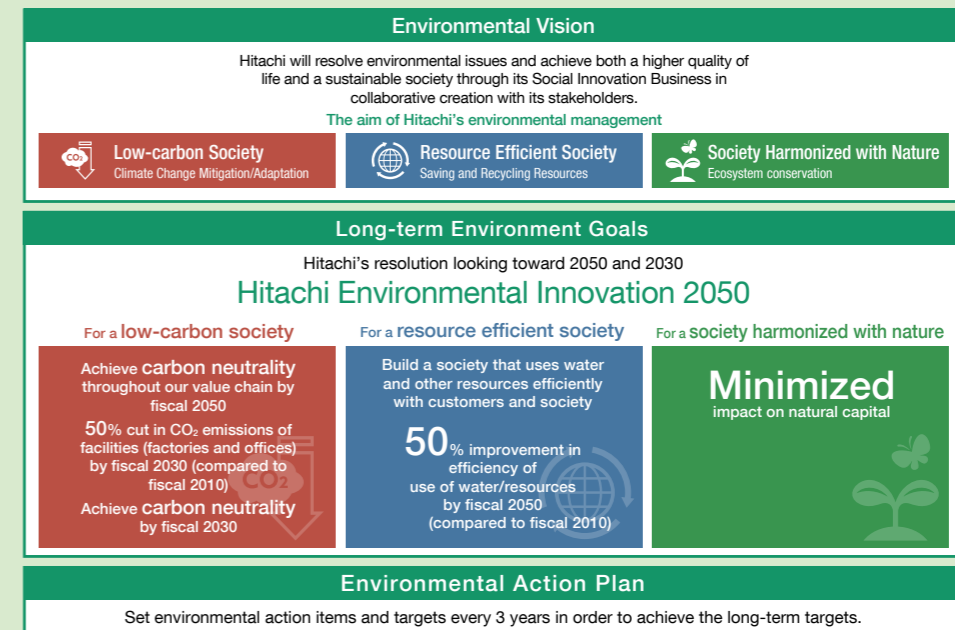 Environmental Vision
Hitachi will resolve environmental issues and achieve both a higher quality of
life and a sustainable society through its Social Innovation Business in
collaborative creation with its stakeholders.
The aim of Hitachi's environmental management
CO₂
Low-carbon Society
Climate Change Mitigation/Adaptation
Resource Efficient Society
Saving and Recycling Resources
Society Harmonized with Nature
Ecosystem conservation
Long-term Environment Goals
Hitachi's resolution looking toward 2050 and 2030
Hitachi Environmental Innovation 2050
For a low-carbon society
Achieve carbon neutrality
throughout our value chain by
fiscal 2050
50% cut in CO₂ emissions of
facilities (factories and offices)
by fiscal 2030 (compared to
fiscal 2010)
Achieve carbon neutrality
by fiscal 2030
CO₂
For a resource efficient society
Build a society that uses water
and other resources efficiently
with customers and society
50% improvement in
efficiency of
use of water/resources
by fiscal 2050
(compared to fiscal 2010)
For a society harmonized with nature
Minimized
impact on natural capital
Environmental Action Plan
Set environmental action items and targets every 3 years in order to achieve the long-term targets.